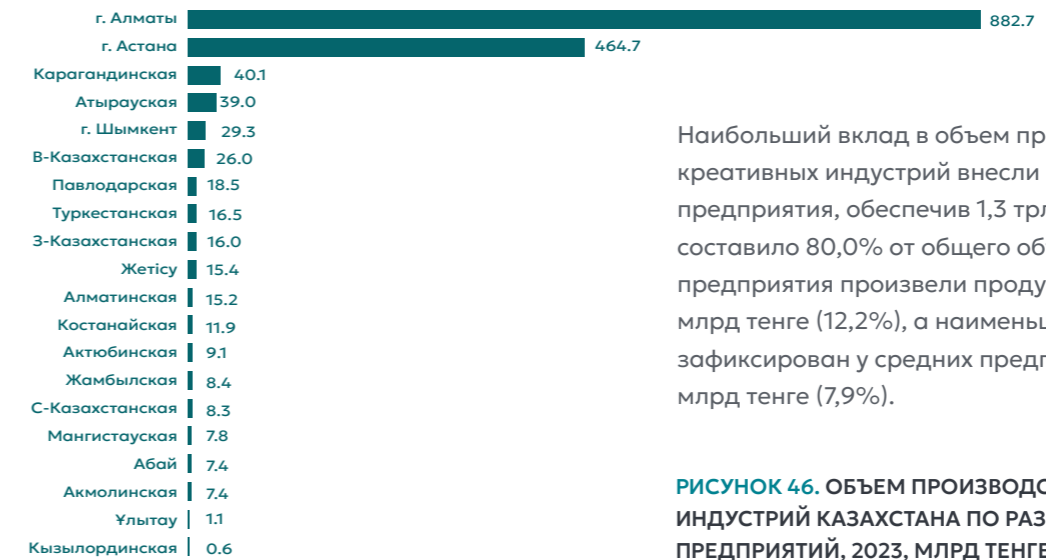 г. Алматы 882.7
г. Астана 464.7
Карагандинская 40.1
Атырауская 39.0
г. Шымкент 29.3
В-Казахстанская 26.0
Павлодарская 18.5
Туркестанская 16.5
З-Казахстанская 16.0
Жетісу 15.4
Алматинская 15.2
Костанайская 11.9
Актюбинская 9.1
Жамбылская 8.4
С-Казахстанская 8.3
Мангистауская 7.8
Абай 7.4
Акмолинская 7.4
Ұлытау 1.1
Кызылординская 0.6
Наибольший вклад в объем пр
креативных индустрий внесли
предприятия, обеспечив 1,3 трл
составило 80,0% от общего об
предприятия произвели проду
млрд тенге (12,2%), а наимень
зафиксирован у средних предп
млрд тенге (7,9%).
РИСУНОК 46. ОБЪЕМ ПРОИЗВОДС
ИНДУСТРИЙ КАЗАХСТАНА ПО РАЗ
ПРЕДПРИЯТИЙ, 2023, МЛРД ТЕНГЕ